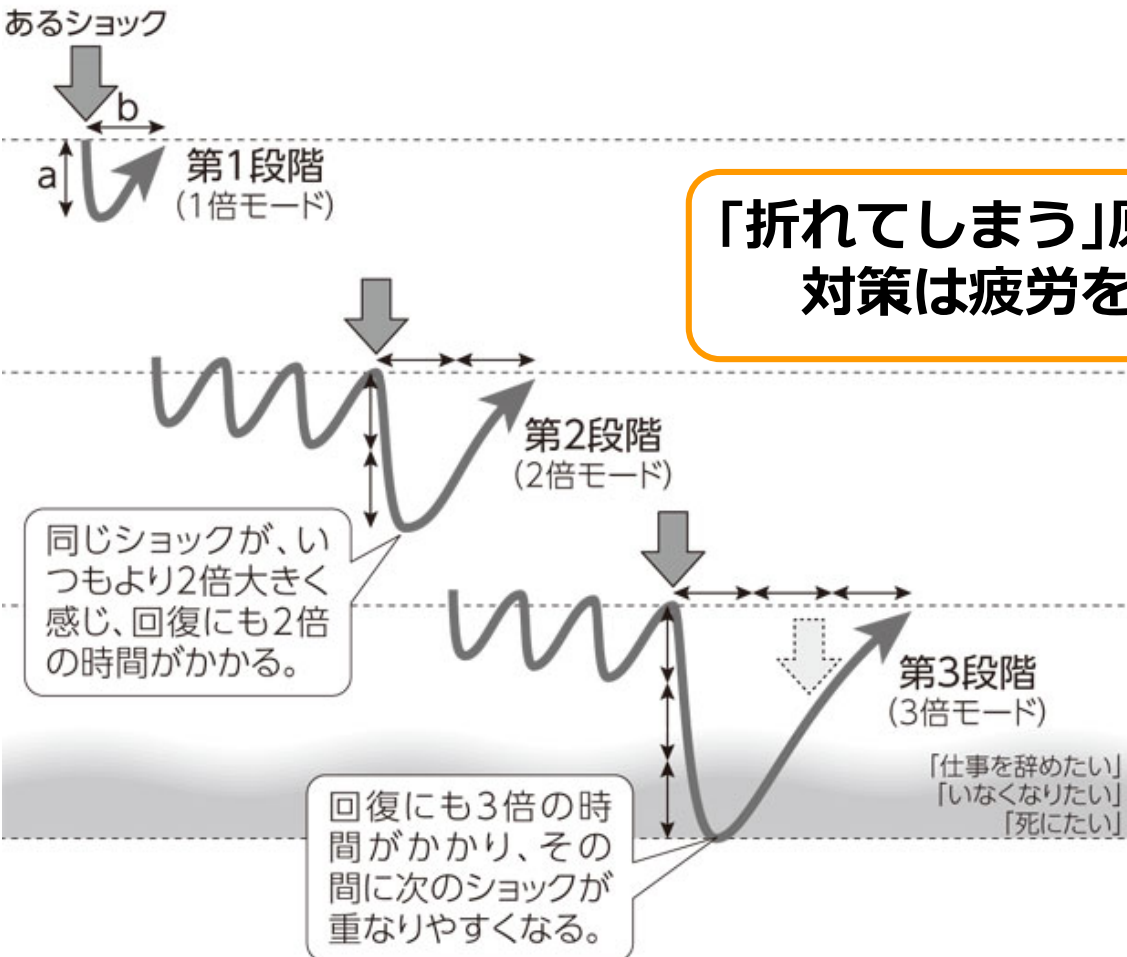 あるショック
b
a
第1段階
(1倍モード)
「折れてしまう」
対策は疲労を
第2段階
(2倍モード)
同じショックが、い
つもより2倍大きく
感じ、回復にも2倍
の時間がかかる。
第3段階
(3倍モード)
「仕事を辞めたい」
「いなくなりたい」
「死にたい」
回復にも3倍の時
間がかかり、その
間に次のショックが
重なりやすくなる。